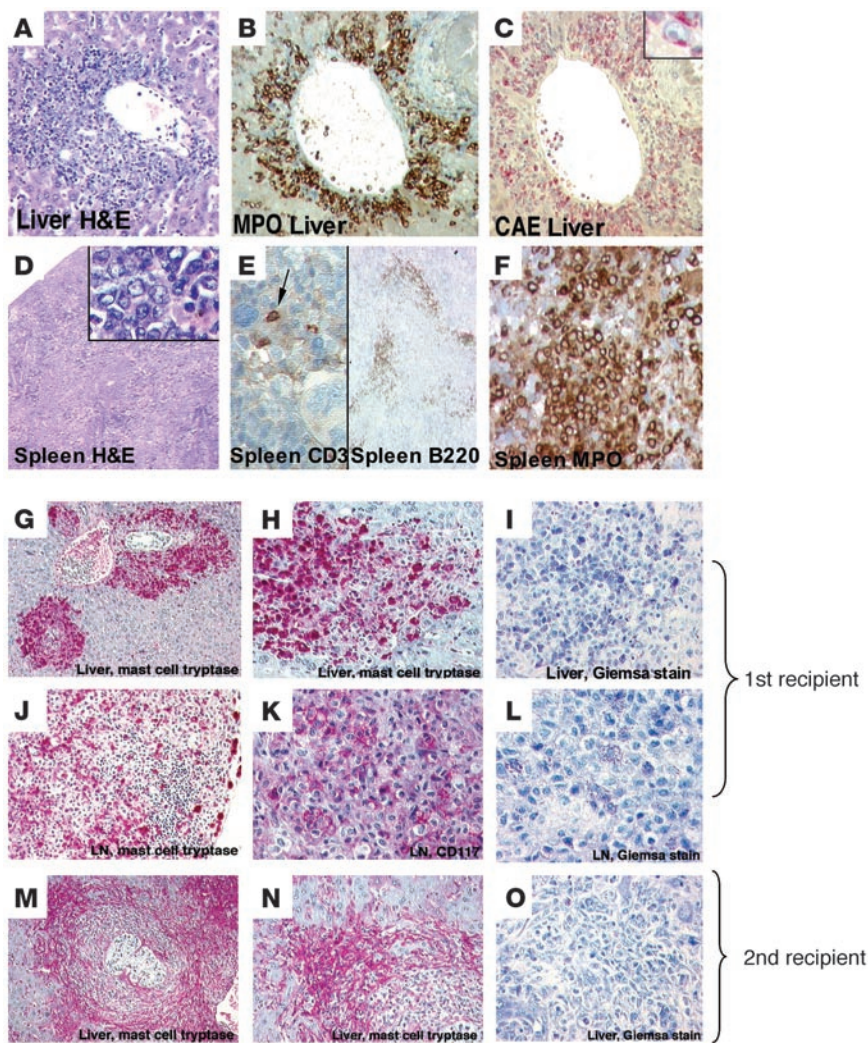 A
B
C
Liver H&E
MPO Liver
CAE Liver
D
E
F
Spleen H&E
Spleen CD3
Spleen B220
Spleen MPO
G
H
I
Liver, mast cell tryptase
Liver, mast cell tryptase
Liver, Giemsa stain
1st recipient
J
K
L
LN, mast cell tryptase
LN, CD117
LN, Giemsa stain
M
N
O
Liver, mast cell tryptase
Liver, mast cell tryptase
Liver, Giemsa stain
2nd recipient